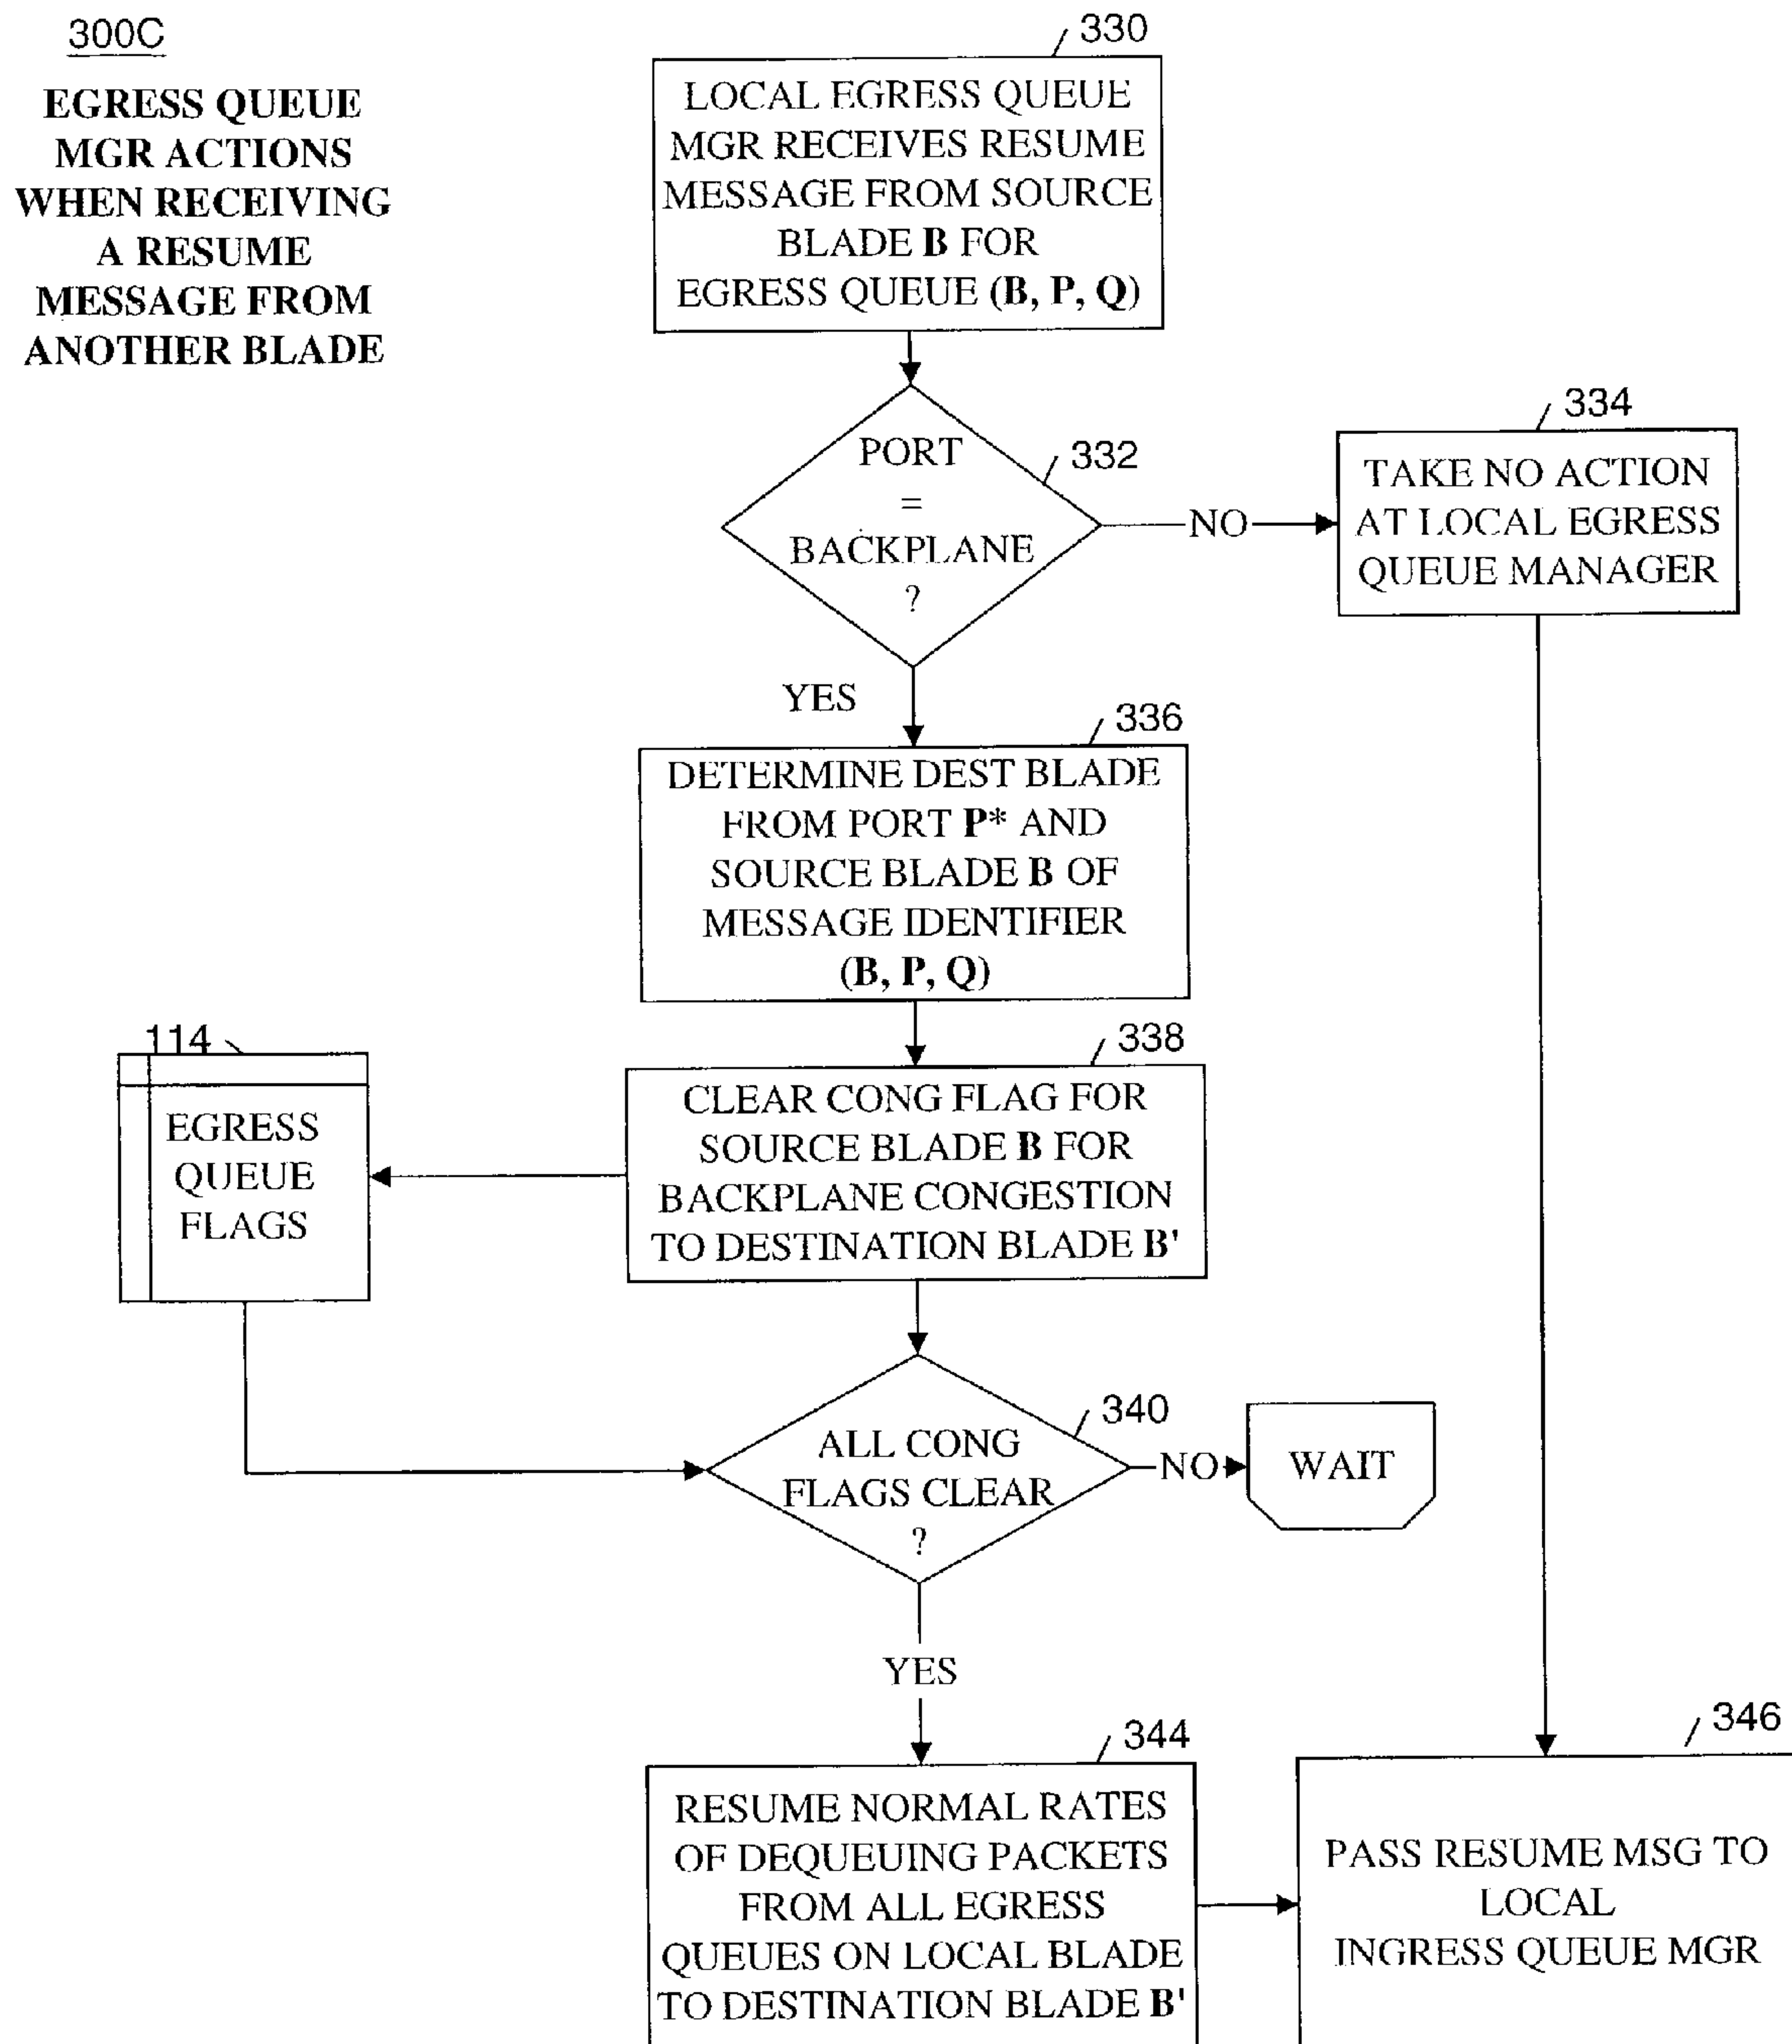 300C
EGRESS QUEUE
MGR ACTIONS
WHEN RECEIVING
A RESUME
MESSAGE FROM
ANOTHER BLADE
330
LOCAL EGRESS QUEUE
MGR RECEIVES RESUME
MESSAGE FROM SOURCE
BLADE B FOR
EGRESS QUEUE (B, P, Q)
332
PORT
=
BACKPLANE
?
NO
334
TAKE NO ACTION
AT LOCAL EGRESS
QUEUE MANAGER
YES
336
DETERMINE DEST BLADE
FROM PORT P* AND
SOURCE BLADE B OF
MESSAGE IDENTIFIER
(B, P, Q)
114
EGRESS
QUEUE
FLAGS
338
CLEAR CONG FLAG FOR
SOURCE BLADE B FOR
BACKPLANE CONGESTION
TO DESTINATION BLADE B'
340
ALL CONG
FLAGS CLEAR
?
NO
WAIT
YES
344
RESUME NORMAL RATES
OF DEQUEUING PACKETS
FROM ALL EGRESS
QUEUES ON LOCAL BLADE
TO DESTINATION BLADE B'
346
PASS RESUME MSG TO
LOCAL
INGRESS QUEUE MGR